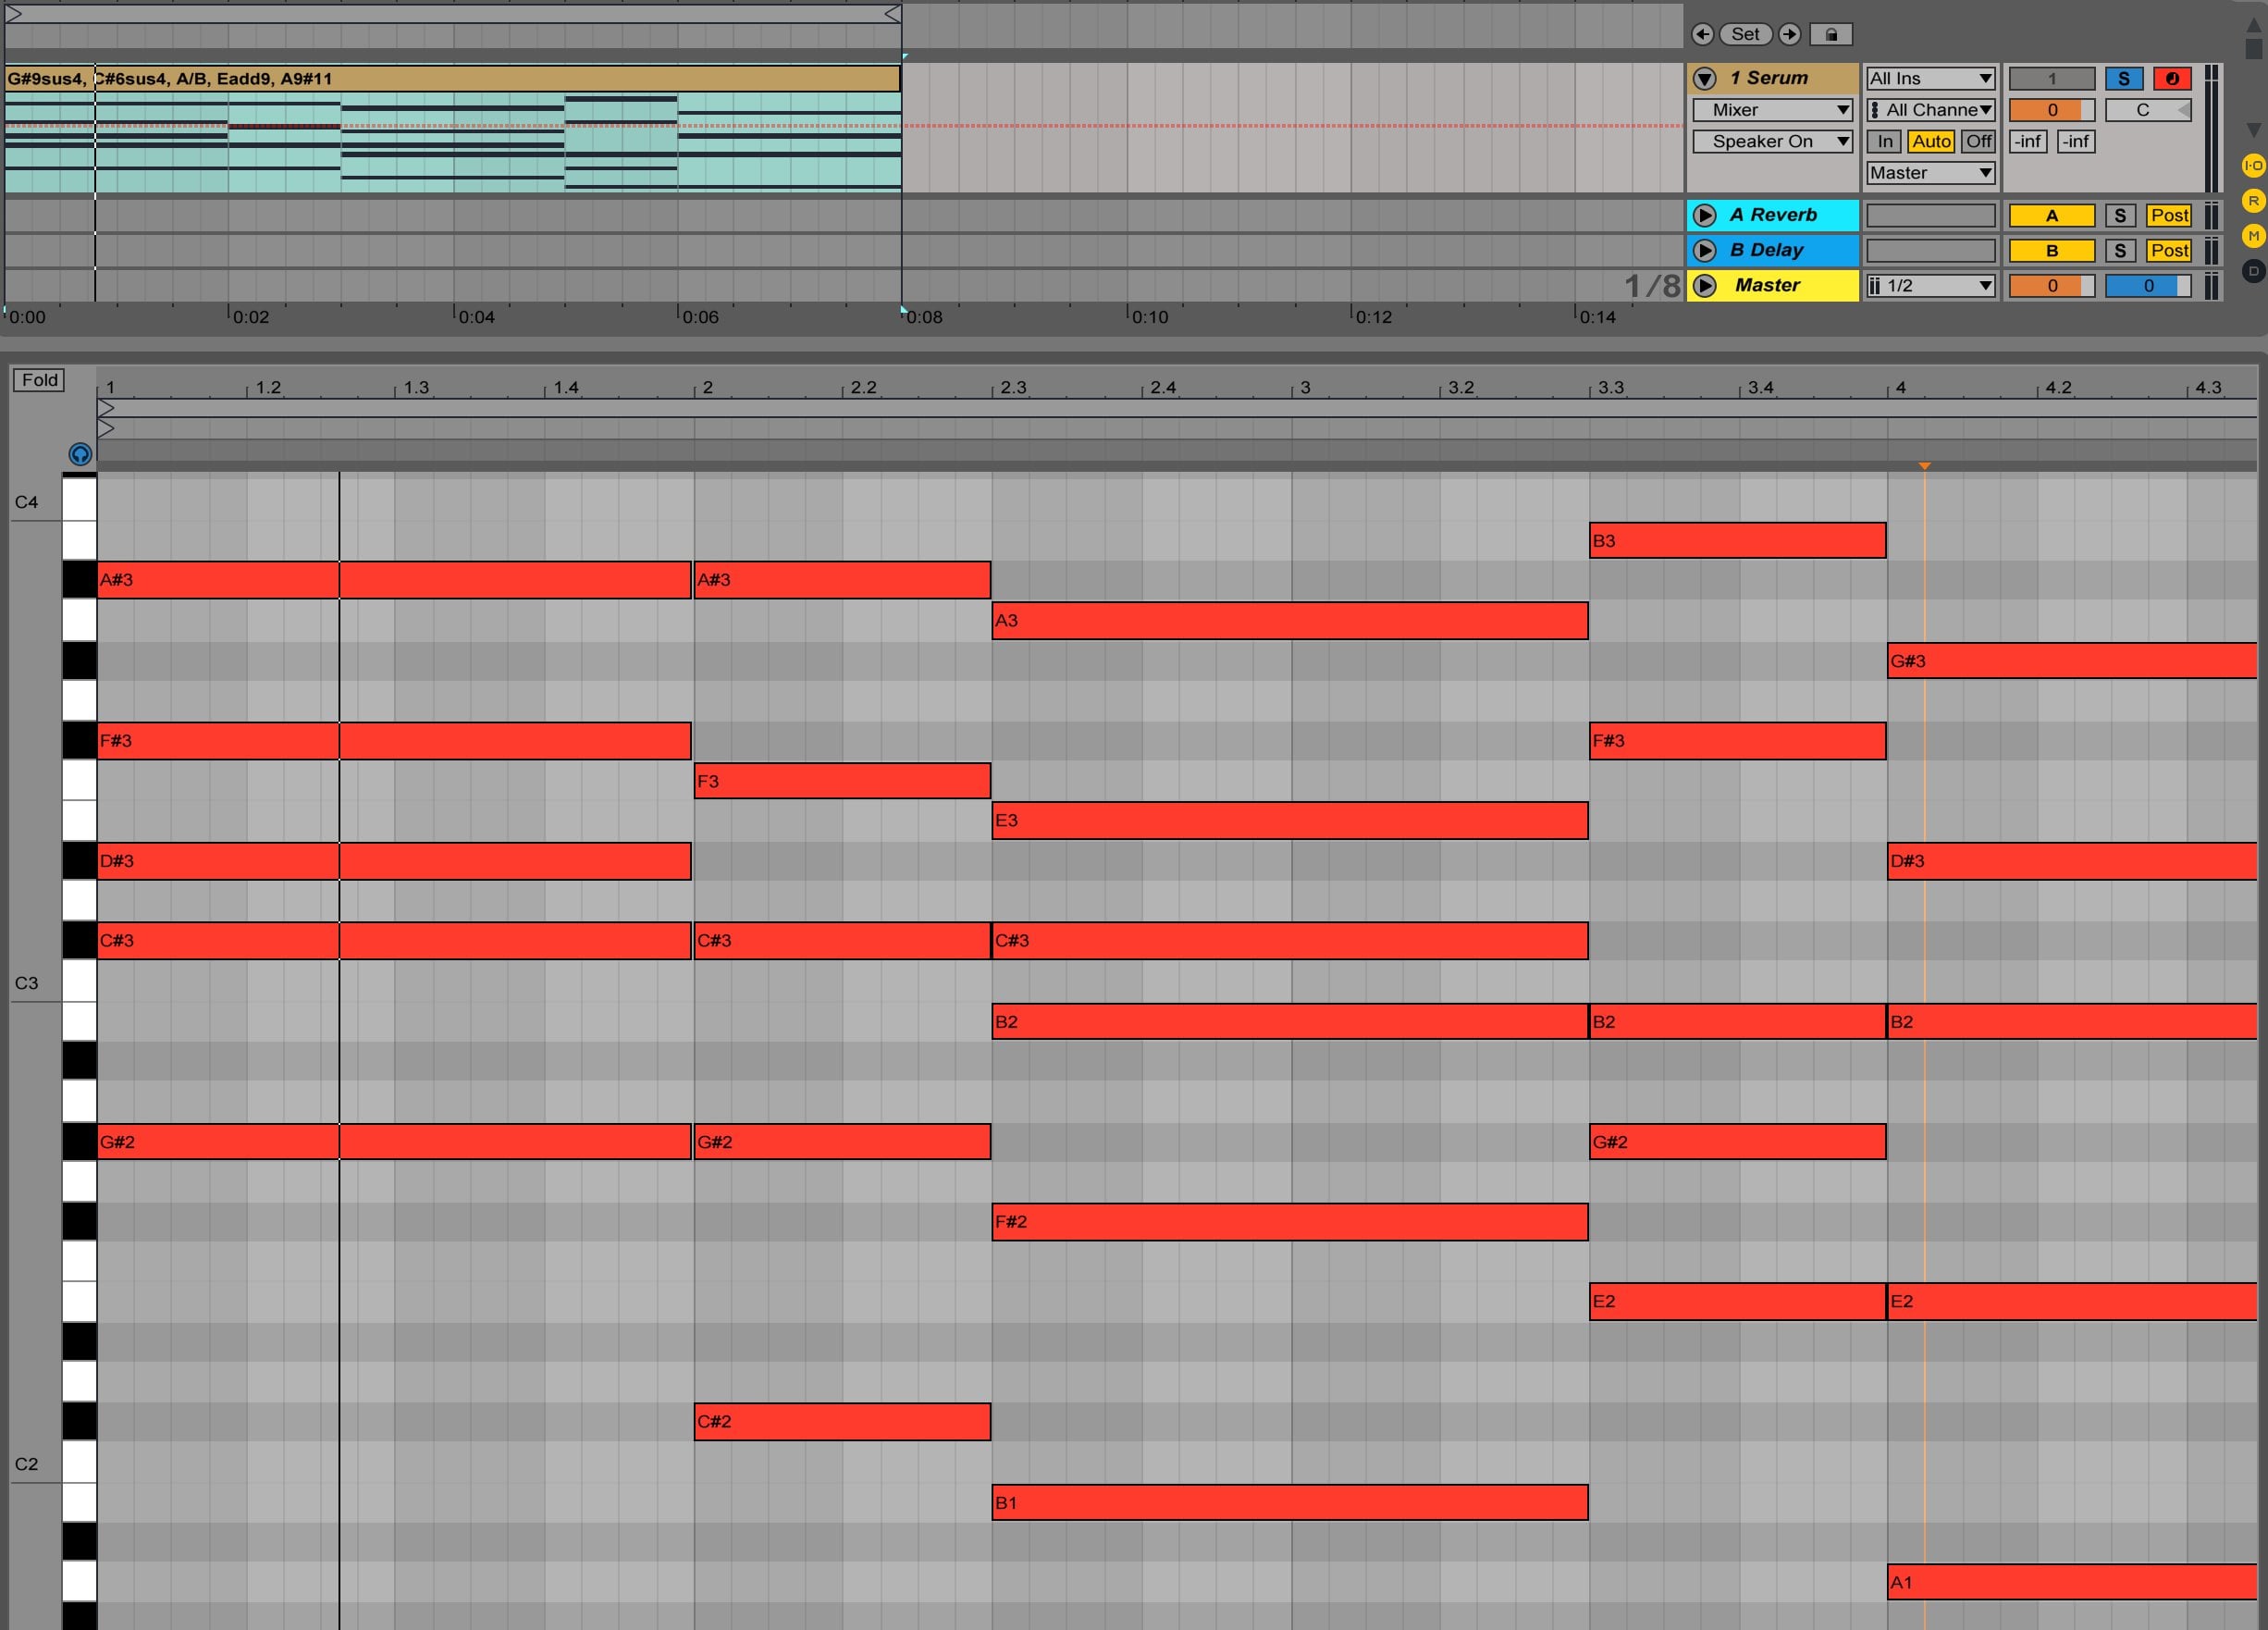 Set
G#9sus4, C#6sus4, A/B, Eadd9, A9#11
1 Serum
All Ins
1
S
Mixer
All Channe
0
C
Speaker On
In
Auto
Off
-inf
-inf
Master
I-O
R
M
D
A Reverb
A
S
Post
B Delay
B
S
Post
1/8
Master
1/2
0
0
0:00
0:02
0:04
0:06
0:08
0:10
0:12
0:14
Fold
1
1.2
1.3
1.4
2
2.2
2.3
2.4
3
3.2
3.3
3.4
4
4.2
4.3
C4
B3
A#3
A#3
A3
G#3
F#3
F#3
F3
E3
D#3
D#3
C#3
C#3
C#3
C3
B2
B2
B2
G#2
G#2
G#2
F#2
E2
E2
C#2
C2
B1
A1